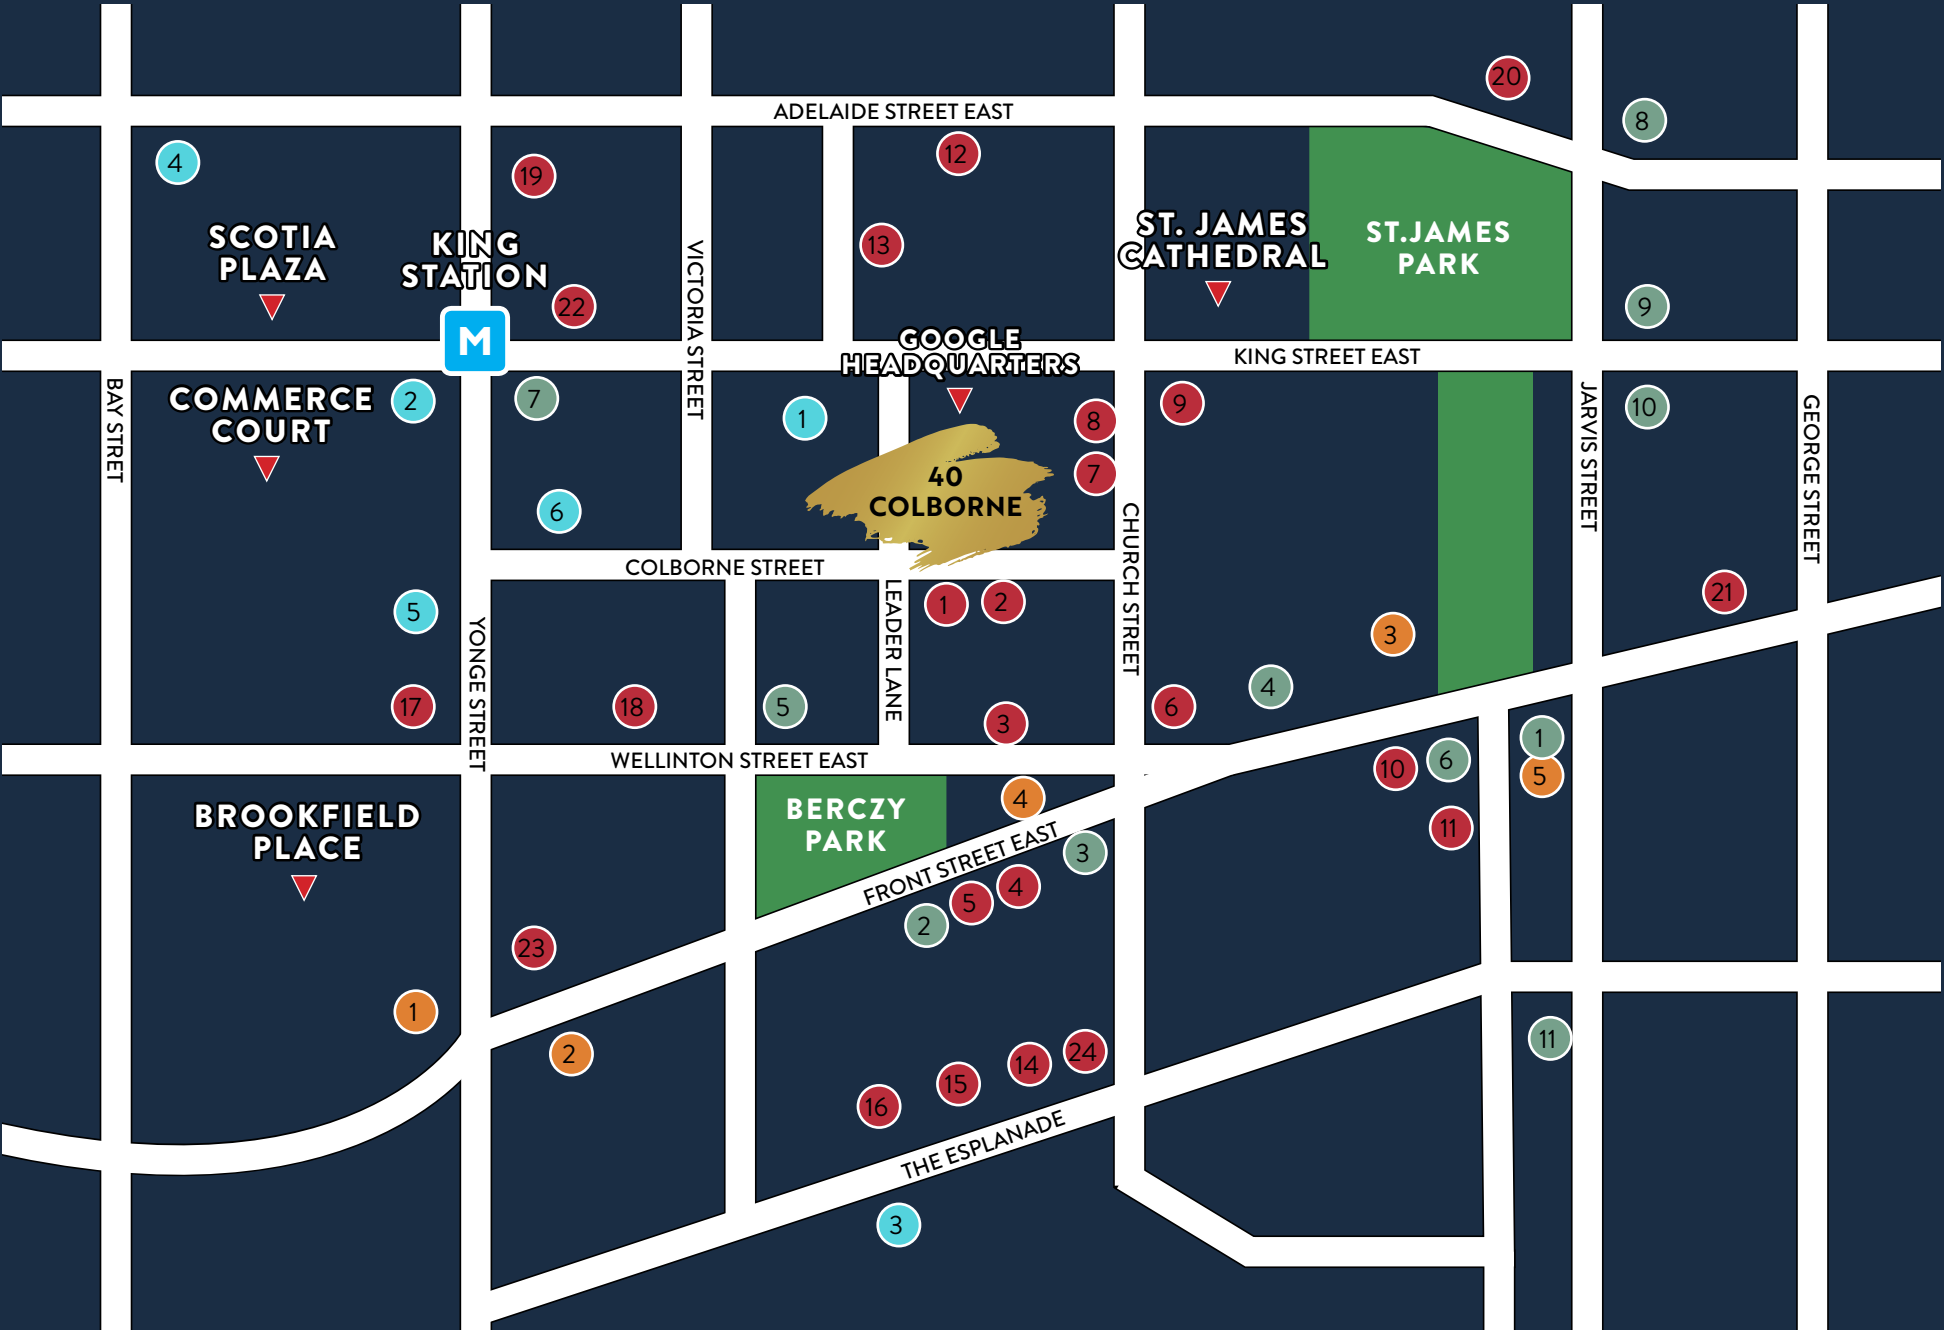 20
ADELAIDE STREET EAST
8
4
12
19
SCOTIA
PLAZA
KING
STATION
VICTORIA STREET
13
ST. JAMES
CATHEDRAL
ST.JAMES
PARK
22
9
M
GOOGLE
HEADQUARTERS
KING STREET EAST
BAY STRET
COMMERCE
COURT
2
7
1
8
9
JARVIS STREET
10
GEORGE STREET
40
COLBORNE
7
6
CHURCH STREET
COLBORNE STREET
LEADER LANE
1
2
21
5
YONGE STREET
3
4
17
18
5
3
6
1
WELLINTON STREET EAST
10
6
5
BROOKFIELD
PLACE
BERCZY
PARK
4
FRONT STREET EAST
3
11
5
4
2
23
1
2
16
15
14
24
11
THE ESPLANADE
3